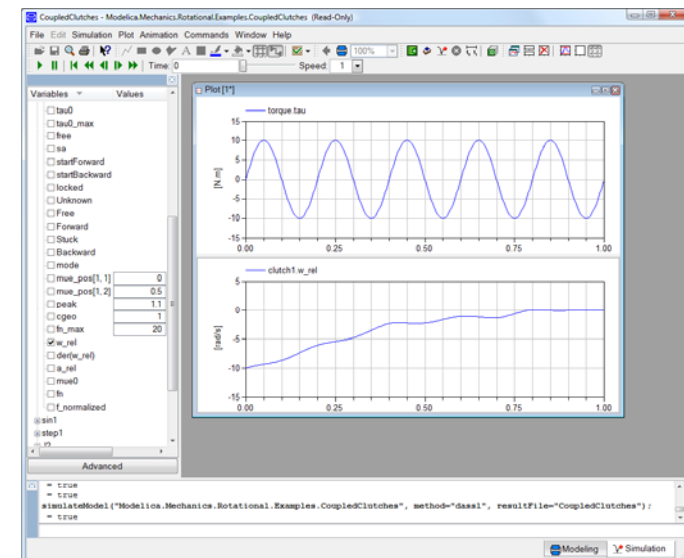 CoupledClutches - Modelica.Mechanics.Rotational.Examples.CoupledClutches (Read-Only)
File Edit Simulation Plot Animation Commands Window Help
100%
Time: 0 Speed: 1
Variables Values
tau0
tau0_max
free
sa
startForward
startBackward
locked
Unknown
Free
Forward
Stuck
Backward
mode
mue_pos[1, 1] 0
mue_pos[1, 2] 0.5
peak 1.1
cgeo 1
fn_max 20
w_rel
der(w_rel)
a_rel
mue0
fn
f_normalized
sin1
step1
J2
Advanced
Plot [1*]
torque.tau
15
10
5
0
-5
-10
-15
[N.m]
0.00 0.25 0.50 0.75 1.00
clutch1.w_rel
5
0
-5
-10
-15
[rad/s]
0.00 0.25 0.50 0.75 1.00
= true
= true
simulateModel("Modelica.Mechanics.Rotational.Examples.CoupledClutches", method="dassl", resultFile="CoupledClutches");
= true
Modeling Simulation